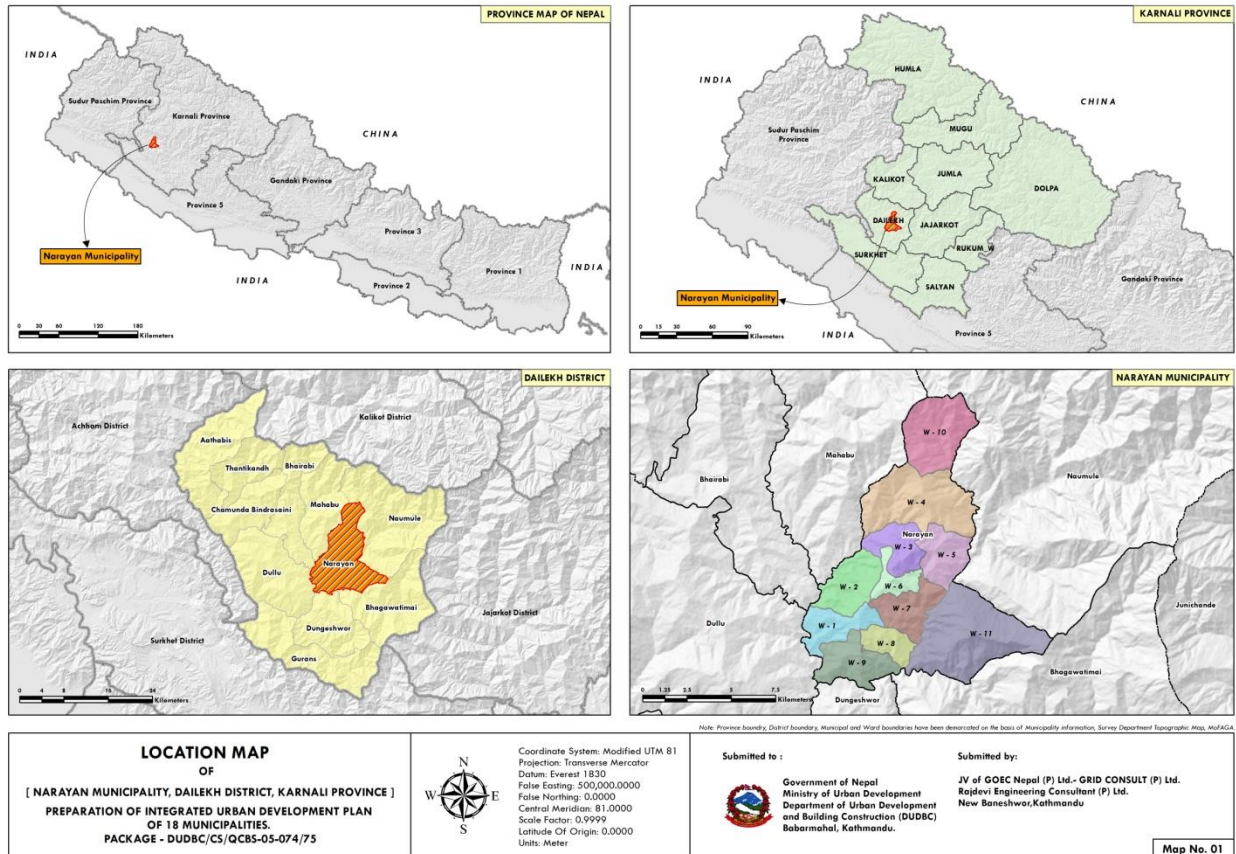 PROVINCE MAP OF NEPAL
INDIA
Sudur Paschim Province
Karnali Province
CHINA
Gandaki Province
Province 5
Narayan Municipality
Province 3
INDIA
Province 1
INDIA
Province 2
0 30 60 120 180
Kilometers
KARNALI PROVINCE
INDIA
HUMLA
CHINA
Sudur Paschim
Province
MUGU
KALIKOT
JUMLA
DOLPA
DAILEKH
JAJARKOT
RUKUM_W
SURKHET
Gandaki Province
SALYAN
Narayan Municipality
INDIA
Province 5
0 15 30 60 90
Kilometers
DAILEKH DISTRICT
Kalikot District
Achham District
Aathabis
Thantikandh
Bhairabi
Mahabu
Chamunda Bindrasaini
Naumule
Dullu
Narayan
Bhagawatimai
Jajarkot District
Dungeshwor
Surkhet District
Gurans
0 4 8 16 24
Kilometers
NARAYAN MUNICIPALITY
W - 10
Mahabu
Naumule
Bhairabi
W - 4
Narayan
W - 3
W - 5
W - 2
W - 6
W - 7
Junichande
Dullu
W - 1
W - 8
W - 11
W - 9
Bhagawatimai
Dungeshwor
0 1.25 2.5 5 7.5
Kilometers
Note: Province boundry, District boundary, Municipal and Ward boundaries have been demarcated on the basis of Municipality information, Survey Department Topographic Map, MoFAGA.
LOCATION MAP
OF
[ NARAYAN MUNICIPALITY, DAILEKH DISTRICT, KARNALI PROVINCE ]
PREPARATION OF INTEGRATED URBAN DEVELOPMENT PLAN
OF 18 MUNICIPALITIES.
PACKAGE - DUDBC/CS/QCBS-05-074/75
N
W E
S
Coordinate System: Modified UTM 81
Projection: Transverse Mercator
Datum: Everest 1830
False Easting: 500,000.0000
False Northing: 0.0000
Central Meridian: 81.0000
Scale Factor: 0.9999
Latitude Of Origin: 0.0000
Units: Meter
Submitted to :
Government of Nepal
Ministry of Urban Development
Department of Urban Development
and Building Construction (DUDBC)
Babarmahal, Kathmandu.
Submitted by:
JV of GOEC Nepal (P) Ltd.- GRID CONSULT (P) Ltd.
Rajdevi Engineering Consultant (P) Ltd.
New Baneshwor,Kathmandu
Map No. 01